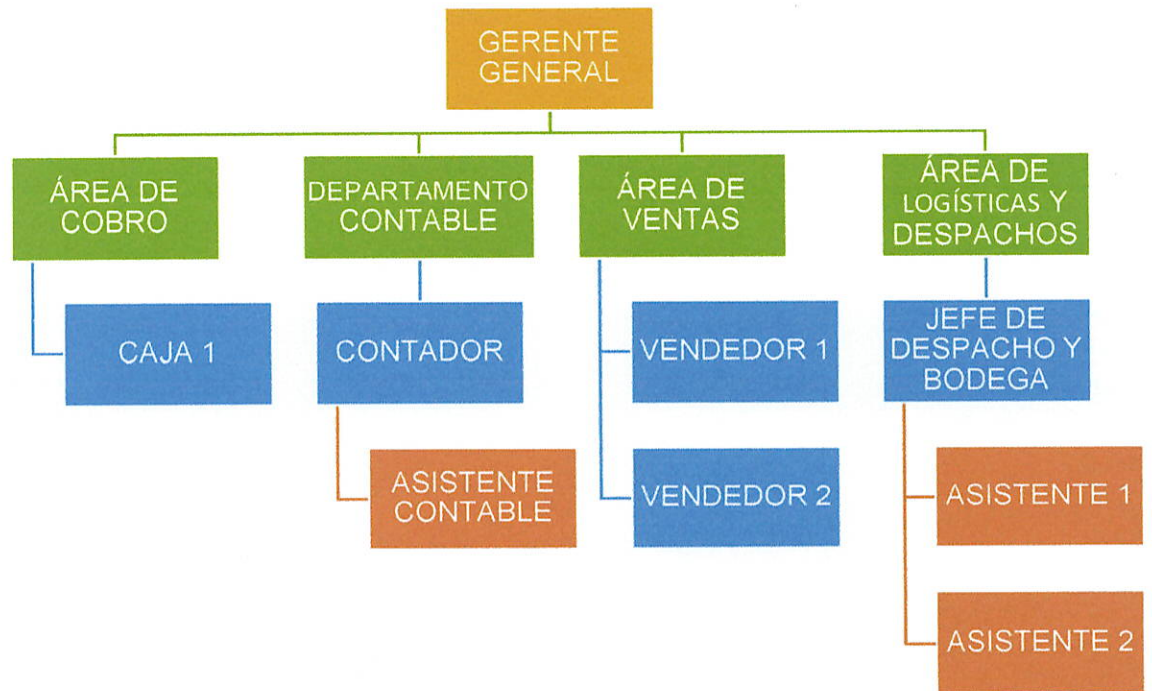 GERENTE
GENERAL
ÁREA DE
COBRO
DEPARTAMENTO
CONTABLE
ÁREA DE
VENTAS
ÁREA DE
LOGÍSTICAS Y
DESPACHOS
CAJA 1
CONTADOR
VENDEDOR 1
JEFE DE
DESPACHO Y
BODEGA
ASISTENTE
CONTABLE
VENDEDOR 2
ASISTENTE 1
ASISTENTE 2